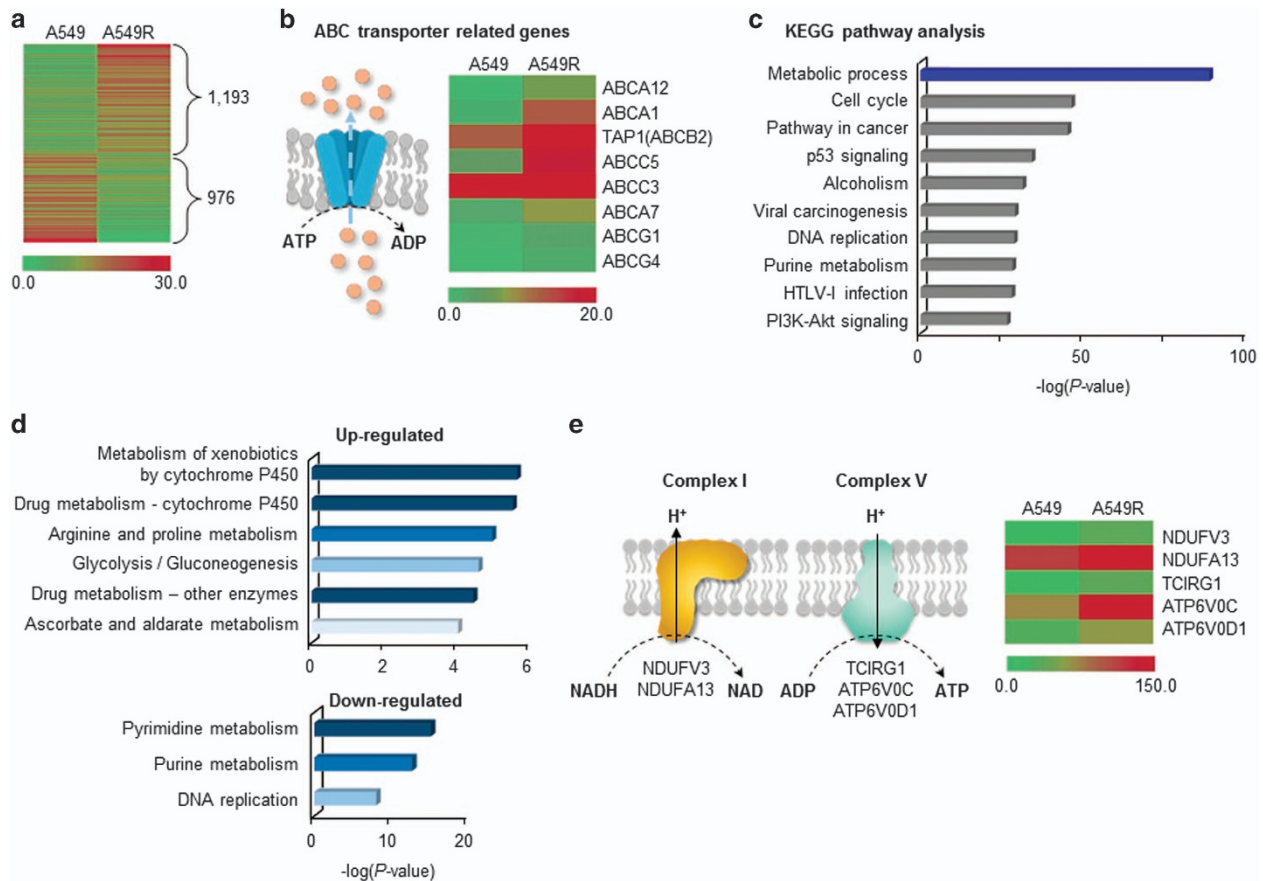 a
A549 A549R
1,193
976
0.0 30.0
b
ABC transporter related genes
A549 A549R
ABCA12
ABCA1
TAP1(ABCB2)
ABCC5
ABCC3
ABCA7
ABCG1
ABCG4
ATP ADP
0.0 20.0
c
KEGG pathway analysis
Metabolic process
Cell cycle
Pathway in cancer
p53 signaling
Alcoholism
Viral carcinogenesis
DNA replication
Purine metabolism
HTLV-I infection
PI3K-Akt signaling
0 50 100
-log(P-value)
d
Up-regulated
Metabolism of xenobiotics
by cytochrome P450
Drug metabolism - cytochrome P450
Arginine and proline metabolism
Glycolysis / Gluconeogenesis
Drug metabolism – other enzymes
Ascorbate and aldarate metabolism
0 2 4 6
Down-regulated
Pyrimidine metabolism
Purine metabolism
DNA replication
0 10 20
-log(P-value)
e
Complex I
H+
NADH
NDUFV3
NDUFA13
NAD
Complex V
H+
ADP
TCIRG1
ATP6V0C
ATP6V0D1
ATP
A549 A549R
NDUFV3
NDUFA13
TCIRG1
ATP6V0C
ATP6V0D1
0.0 150.0